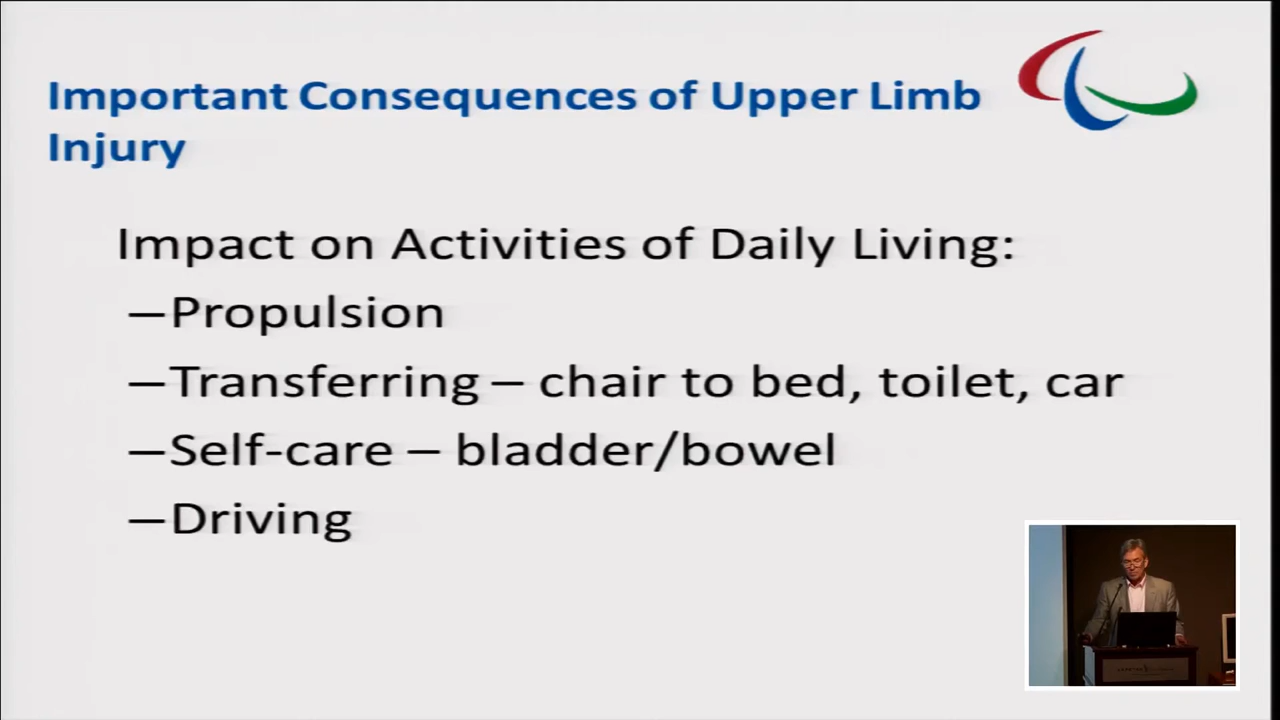 Important Consequences of Upper Limb
Injury
Impact on Activities of Daily Living:
–Propulsion
–Transferring – chair to bed, toilet, car
–Self-care – bladder/bowel
–Driving